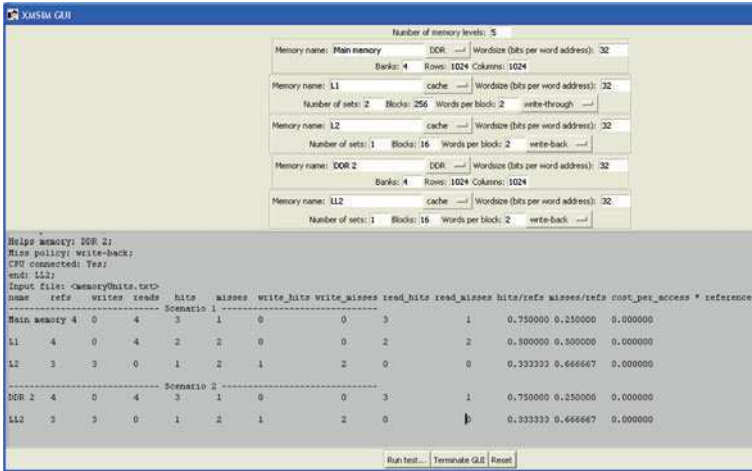 XMSIM GUI
Number of memory levels: 5
Memory name: Main memory DDR Wordsize (bits per word address): 32
Banks: 4 Rows: 1024 Columns: 1024
Memory name: L1 cache Wordsize (bits per word address): 32
Number of sets: 2 Blocks: 256 Words per block: 2 write-through
Memory name: L2 cache Wordsize (bits per word address): 32
Number of sets: 1 Blocks: 16 Words per block: 2 write-back
Memory name: DDR 2 DDR Wordsize (bits per word address): 32
Banks: 4 Rows: 1024 Columns: 1024
Memory name: LL2 cache Wordsize (bits per word address): 32
Number of sets: 1 Blocks: 16 Words per block: 2 write-back
Helps memory: DDR 2;
Miss policy: write-back;
CPU connected: Yes;
end: LL2;
Input file: <memoryUnits.txt>
name refs writes reads hits misses write_hits write_misses read_hits read_misses hits/refs misses/refs cost_per_access * reference
------------------------------ Scenario 1 ------------------------------
Main memory 4 0 4 3 1 0 0 3 1 0.750000 0.250000 0.000000
L1 4 0 4 2 2 0 0 2 2 0.500000 0.500000 0.000000
L2 3 3 0 1 2 1 2 0 0 0.333333 0.666667 0.000000
------------------------------ Scenario 2 ------------------------------
DDR 2 4 0 4 3 1 0 0 3 1 0.750000 0.250000 0.000000
LL2 3 3 0 1 2 1 2 0 0 0.333333 0.666667 0.000000
Run test... Terminate GUI Reset